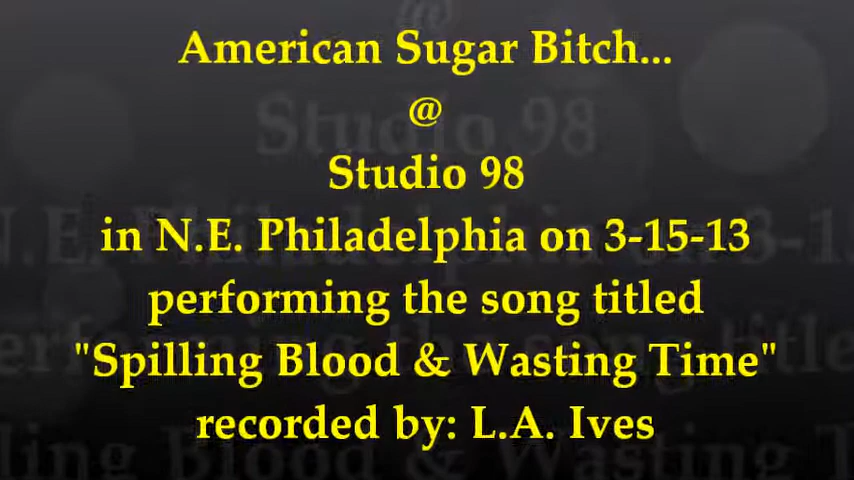 American Sugar Bitch...
@
Studio 98
in N.E. Philadelphia on 3-15-13
performing the song titled
"Spilling Blood & Wasting Time"
recorded by: L.A. Ives